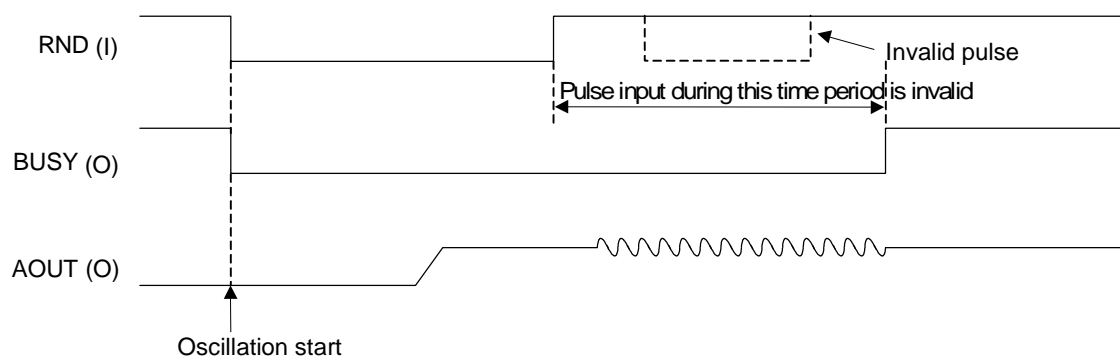 RND (I)
Invalid pulse
Pulse input during this time period is invalid
BUSY (O)
AOUT (O)
Oscillation start